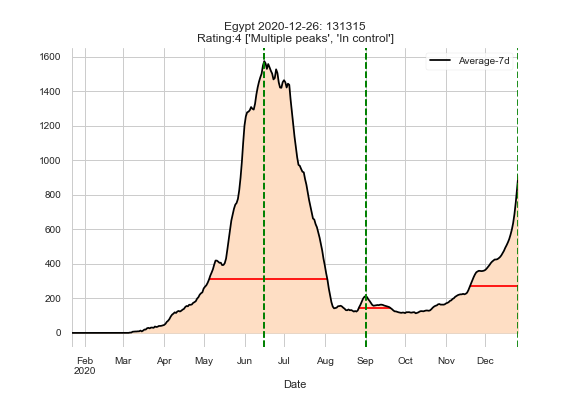 Egypt 2020-12-26: 131315
Rating:4 ['Multiple peaks', 'In control']
Average-7d
1600
1400
1200
1000
800
600
400
200
0
Feb Mar Apr May Jun Jul Aug Sep Oct Nov Dec
2020
Date